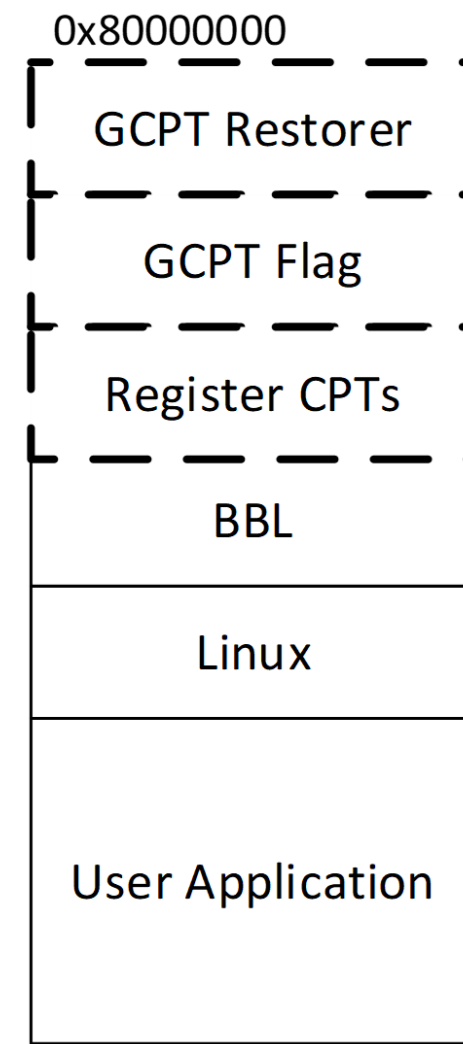 0x80000000
GCPT Restorer
GCPT Flag
Register CPTs
BBL
Linux
User Application